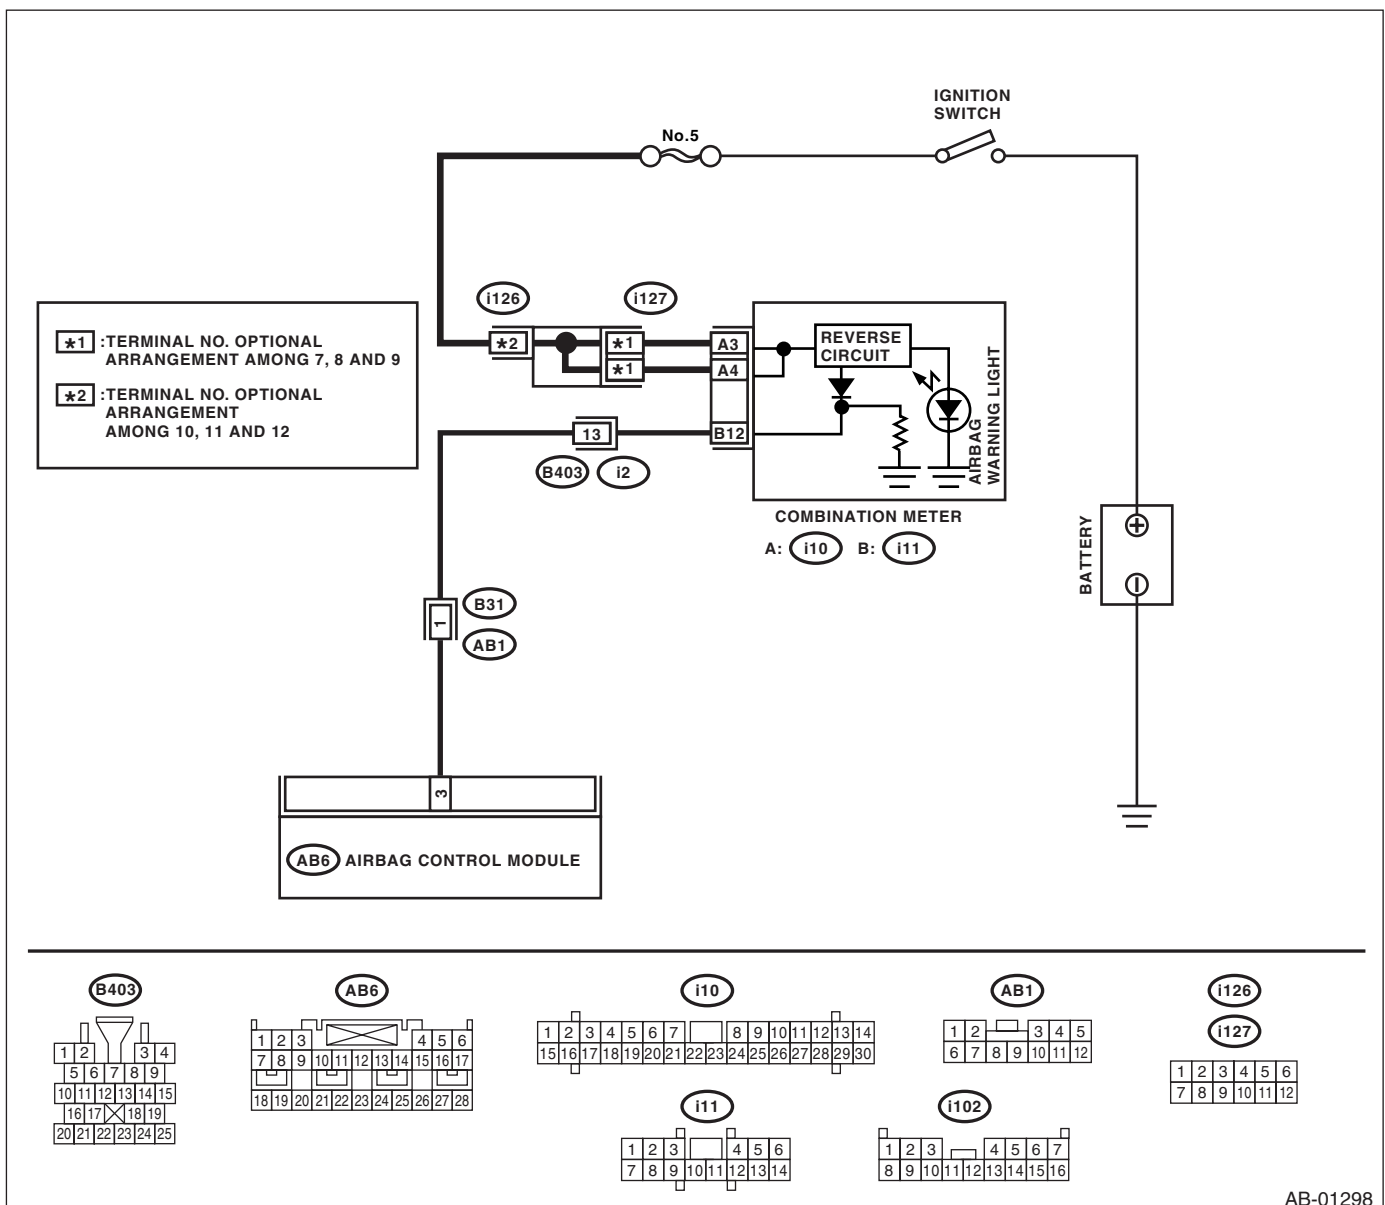 IGNITION
SWITCH
No.5
i126
i127
*1 :TERMINAL NO. OPTIONAL
ARRANGEMENT AMONG 7, 8 AND 9
*2 :TERMINAL NO. OPTIONAL
ARRANGEMENT
AMONG 10, 11 AND 12
*2
*1
*1
A3
A4
B12
REVERSE
CIRCUIT
AIRBAG
WARNING LIGHT
13
B403 i2
COMBINATION METER
A: i10 B: i11
BATTERY
+
−
1
B31
AB1
3
AB6 AIRBAG CONTROL MODULE
B403
1 2 3 4
5 6 7 8 9
10 11 12 13 14 15
16 17 18 19
20 21 22 23 24 25
AB6
1 2 3 4 5 6
7 8 9 10 11 12 13 14 15 16 17
18 19 20 21 22 23 24 25 26 27 28
i10
1 2 3 4 5 6 7 8 9 10 11 12 13 14
15 16 17 18 19 20 21 22 23 24 25 26 27 28 29 30
i11
1 2 3 4 5 6
7 8 9 10 11 12 13 14
AB1
1 2 3 4 5
6 7 8 9 10 11 12
i102
1 2 3 4 5 6 7
8 9 10 11 12 13 14 15 16
i126
i127
1 2 3 4 5 6
7 8 9 10 11 12
AB-01298